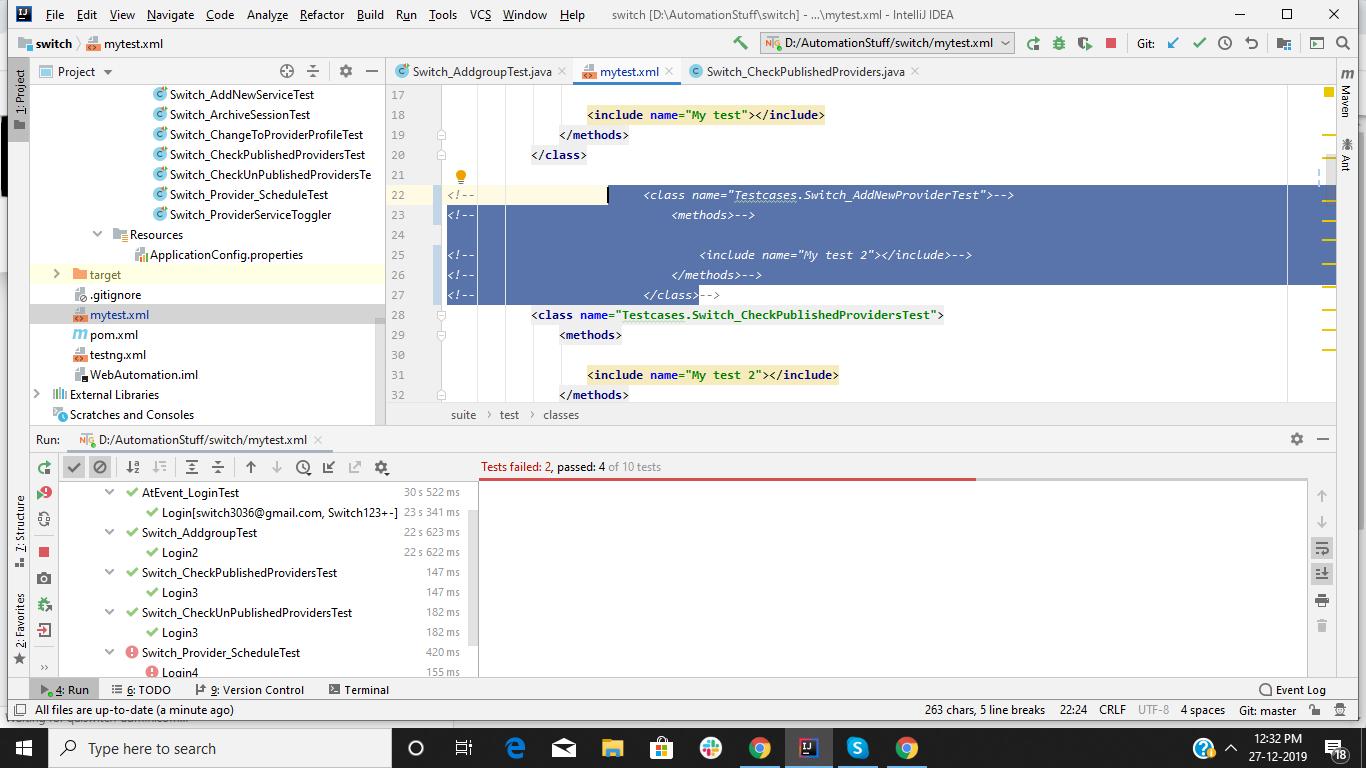 File Edit View Navigate Code Analyze Refactor Build Run Tools VCS Window Help switch [D:\AutomationStuff\switch] - ...\mytest.xml - IntelliJ IDEA
switch mytest.xml D:/AutomationStuff/switch/mytest.xml Git:
Project Switch_AddgroupTest.java mytest.xml Switch_CheckPublishedProviders.java
1: Project
Maven
Ant
Switch_AddNewServiceTest
Switch_ArchiveSessionTest
Switch_ChangeToProviderProfileTest
Switch_CheckPublishedProvidersTest
Switch_CheckUnPublishedProvidersTe
Switch_Provider_ScheduleTest
Switch_ProviderServiceToggler
Resources
ApplicationConfig.properties
target
.gitignore
mytest.xml
pom.xml
testng.xml
WebAutomation.iml
External Libraries
Scratches and Consoles
17
18 <include name="My test"></include>
19 </methods>
20 </class>
21
22 <!-- <class name="Testcases.Switch_AddNewProviderTest">-->
23 <!-- <methods>-->
24
25 <!-- <include name="My test 2"></include>-->
26 <!-- </methods>-->
27 <!-- </class>-->
28 <class name="Testcases.Switch_CheckPublishedProvidersTest">
29 <methods>
30
31 <include name="My test 2"></include>
32 </methods>
suite › test › classes
Run: D:/AutomationStuff/switch/mytest.xml
Tests failed: 2, passed: 4 of 10 tests
AtEvent_LoginTest 30 s 522 ms
Login[switch3036@gmail.com, Switch123+-] 23 s 341 ms
Switch_AddgroupTest 22 s 623 ms
Login2 22 s 622 ms
Switch_CheckPublishedProvidersTest 147 ms
Login3 147 ms
Switch_CheckUnPublishedProvidersTest 182 ms
Login3 182 ms
Switch_Provider_ScheduleTest 420 ms
Login4 155 ms
7: Structure
2: Favorites
4: Run 6: TODO 9: Version Control Terminal Event Log
All files are up-to-date (a minute ago) 263 chars, 5 line breaks 22:24 CRLF UTF-8 4 spaces Git: master
Type here to search
12:32 PM
27-12-2019
18